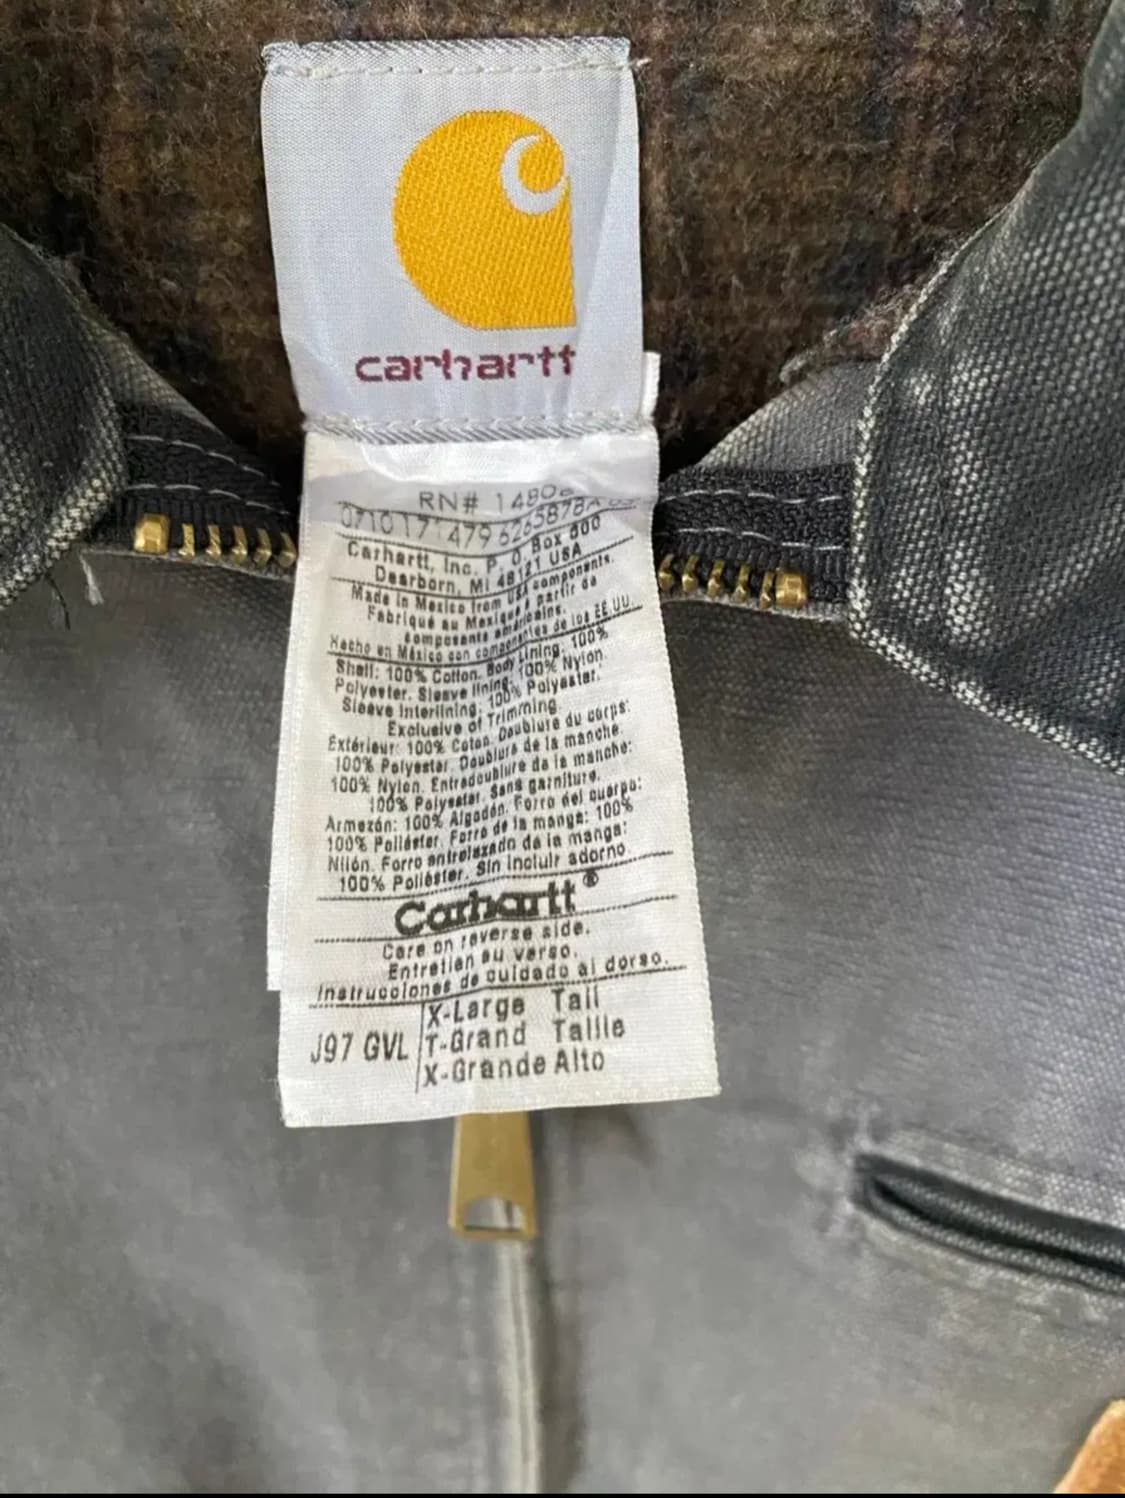 carhartt
RN# 14806
Carhartt, Inc. P. O. Box 600
Dearborn, MI 48121 USA
Made in Mexico from USA components.
Fabriqué au Mexique à partir de
composants américains.
Hecho en México con componentes de los EE.UU.
Shell: 100% Cotton. Body Lining: 100%
Polyester. Sleeve lining: 100% Nylon.
Sleeve Interlining: 100% Polyester.
Exclusive of Trimming
Extérieur: 100% Coton. Doublure du corps:
100% Polyester. Doublure de la manche:
100% Nylon. Entredoublure de la manche:
100% Polyester. Sans garniture.
Armazón: 100% Algodón. Forro del cuerpo:
100% Poliéster. Forro de la manga: 100%
Nilón. Forro entrelazado de la manga:
100% Poliéster. Sin incluir adorno
Carhartt®
Care on reverse side.
Entretien au verso.
Instrucciones de cuidado al dorso.
J97 GVL
X-Large Tall
T-Grand Taille
X-Grande Alto